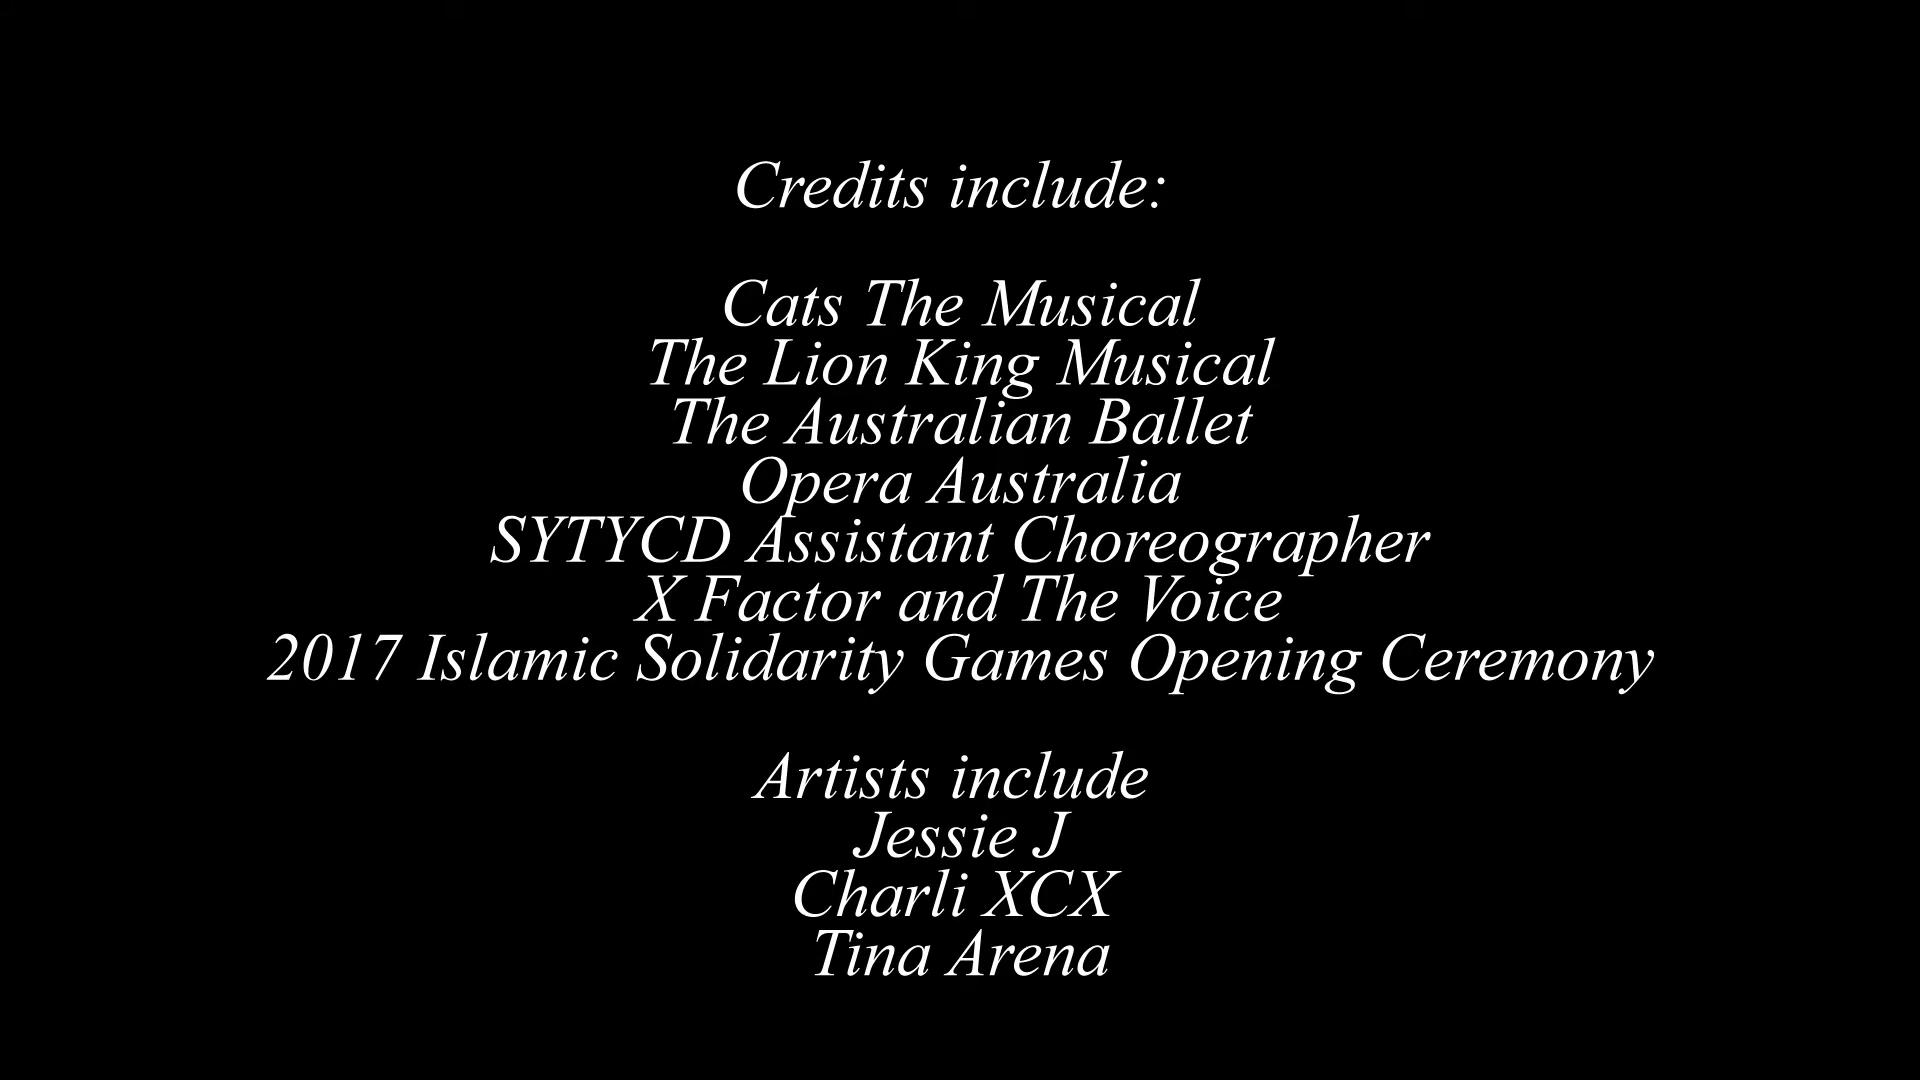 Credits include:
Cats The Musical
The Lion King Musical
The Australian Ballet
Opera Australia
SYTYCD Assistant Choreographer
X Factor and The Voice
2017 Islamic Solidarity Games Opening Ceremony
Artists include
Jessie J
Charli XCX
Tina Arena